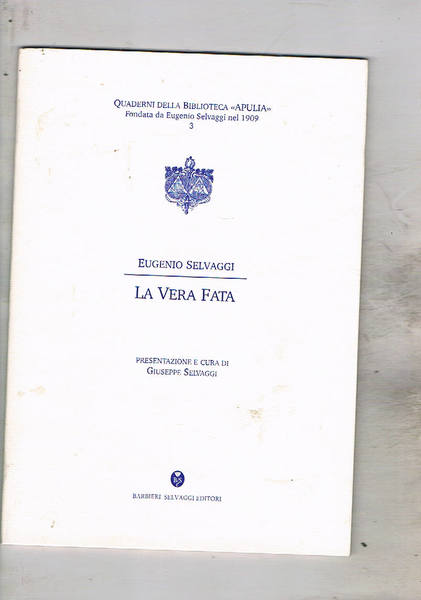 QUADERNI DELLA BIBLIOTECA «APULIA»
Fondata da Eugenio Selvaggi nel 1909
3
EUGENIO SELVAGGI
LA VERA FATA
PRESENTAZIONE E CURA DI
GIUSEPPE SELVAGGI
BARBIERI SELVAGGI EDITORI